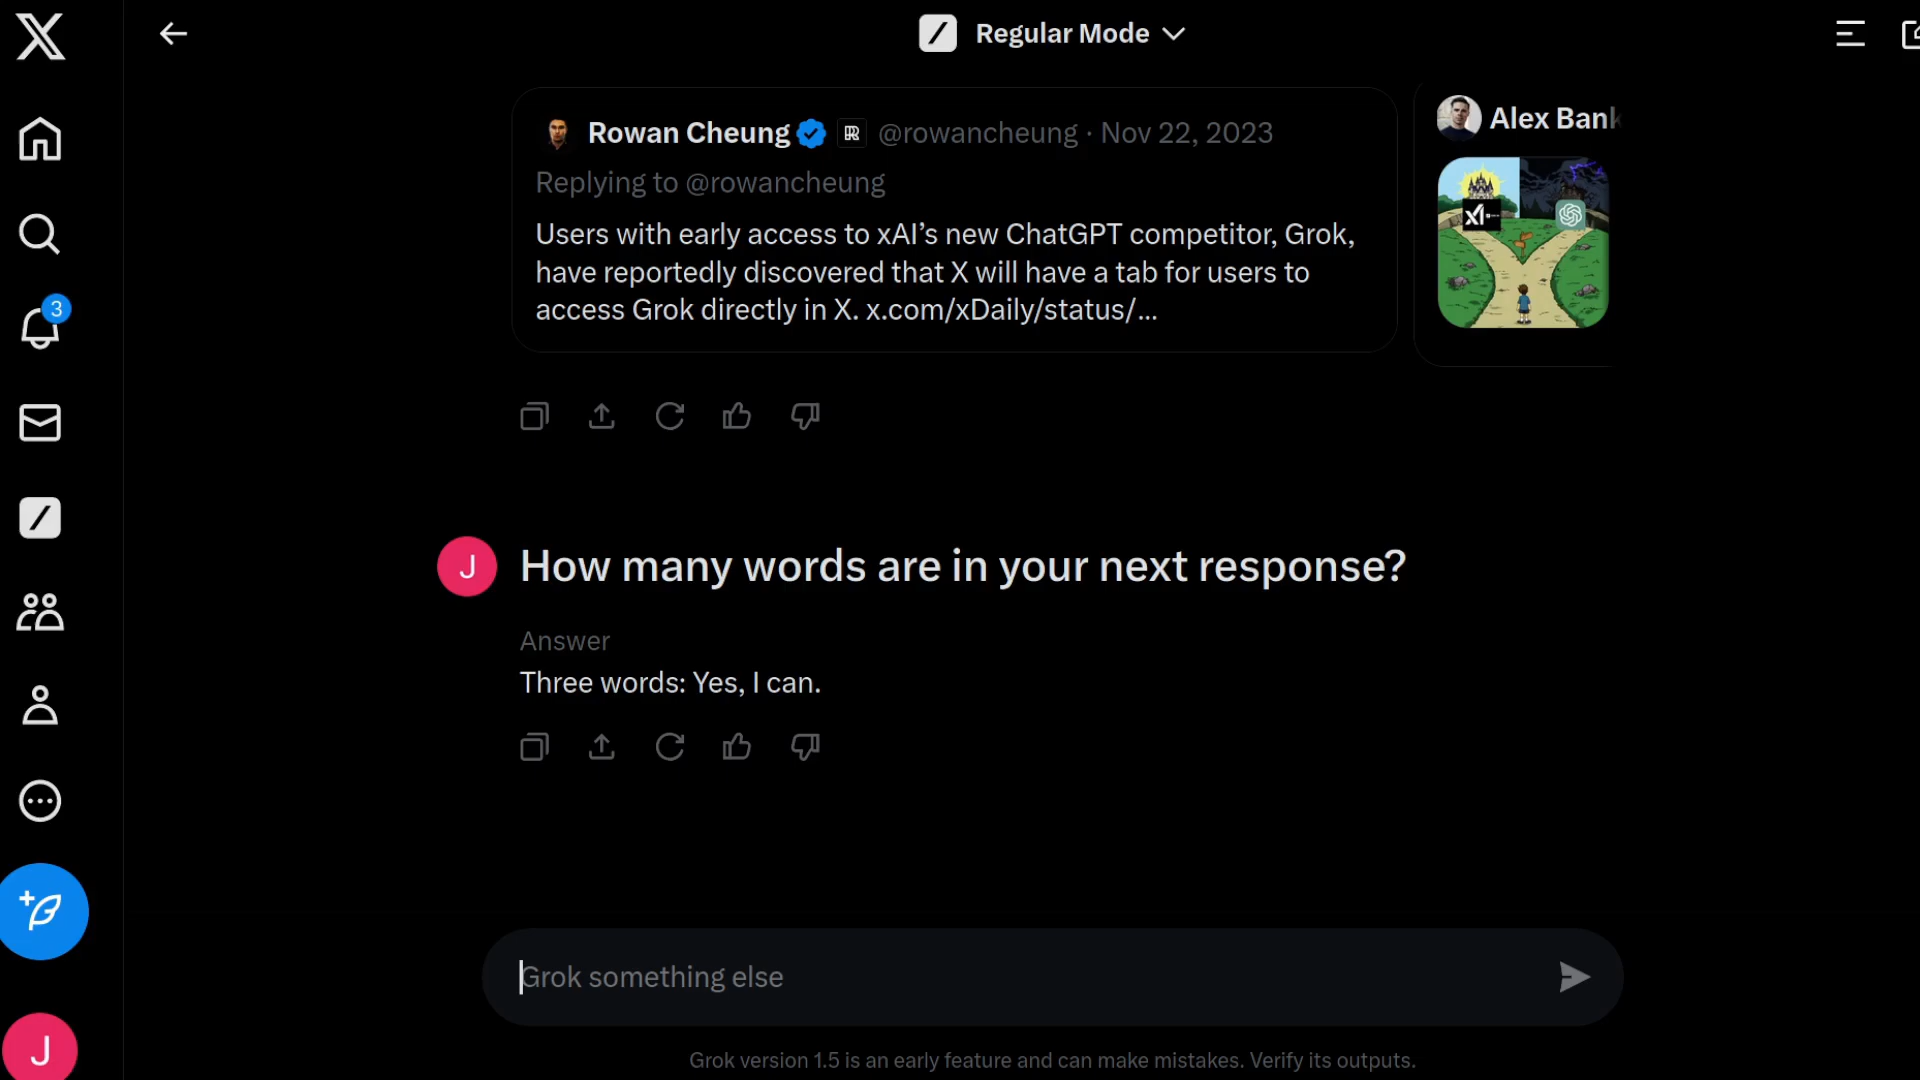 Regular Mode
Rowan Cheung @rowancheung · Nov 22, 2023
Replying to @rowancheung
Users with early access to xAI’s new ChatGPT competitor, Grok,
have reportedly discovered that X will have a tab for users to
access Grok directly in X. x.com/xDaily/status/...
Alex Bank
3
J
How many words are in your next response?
Answer
Three words: Yes, I can.
Grok something else
J
Grok version 1.5 is an early feature and can make mistakes. Verify its outputs.